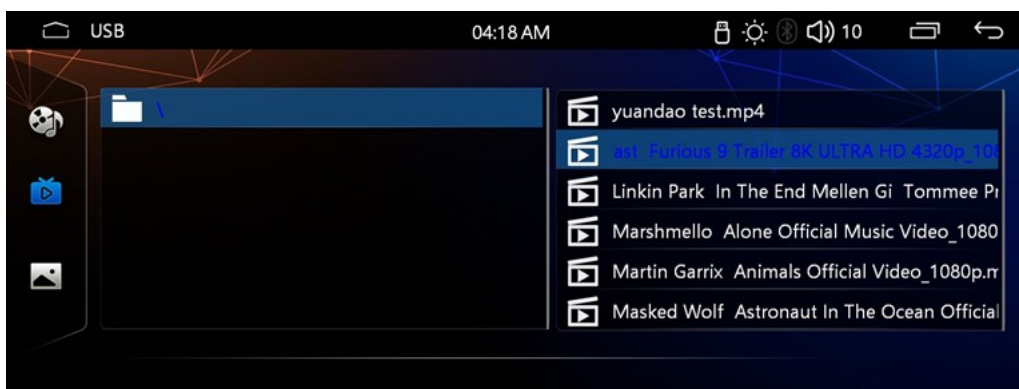 USB
04:18 AM
10
\
yuandao test.mp4
ast Furious 9 Trailer 8K ULTRA HD 4320p_108
Linkin Park In The End Mellen Gi Tommee Pr
Marshmello Alone Official Music Video_1080
Martin Garrix Animals Official Video_1080p.m
Masked Wolf Astronaut In The Ocean Official